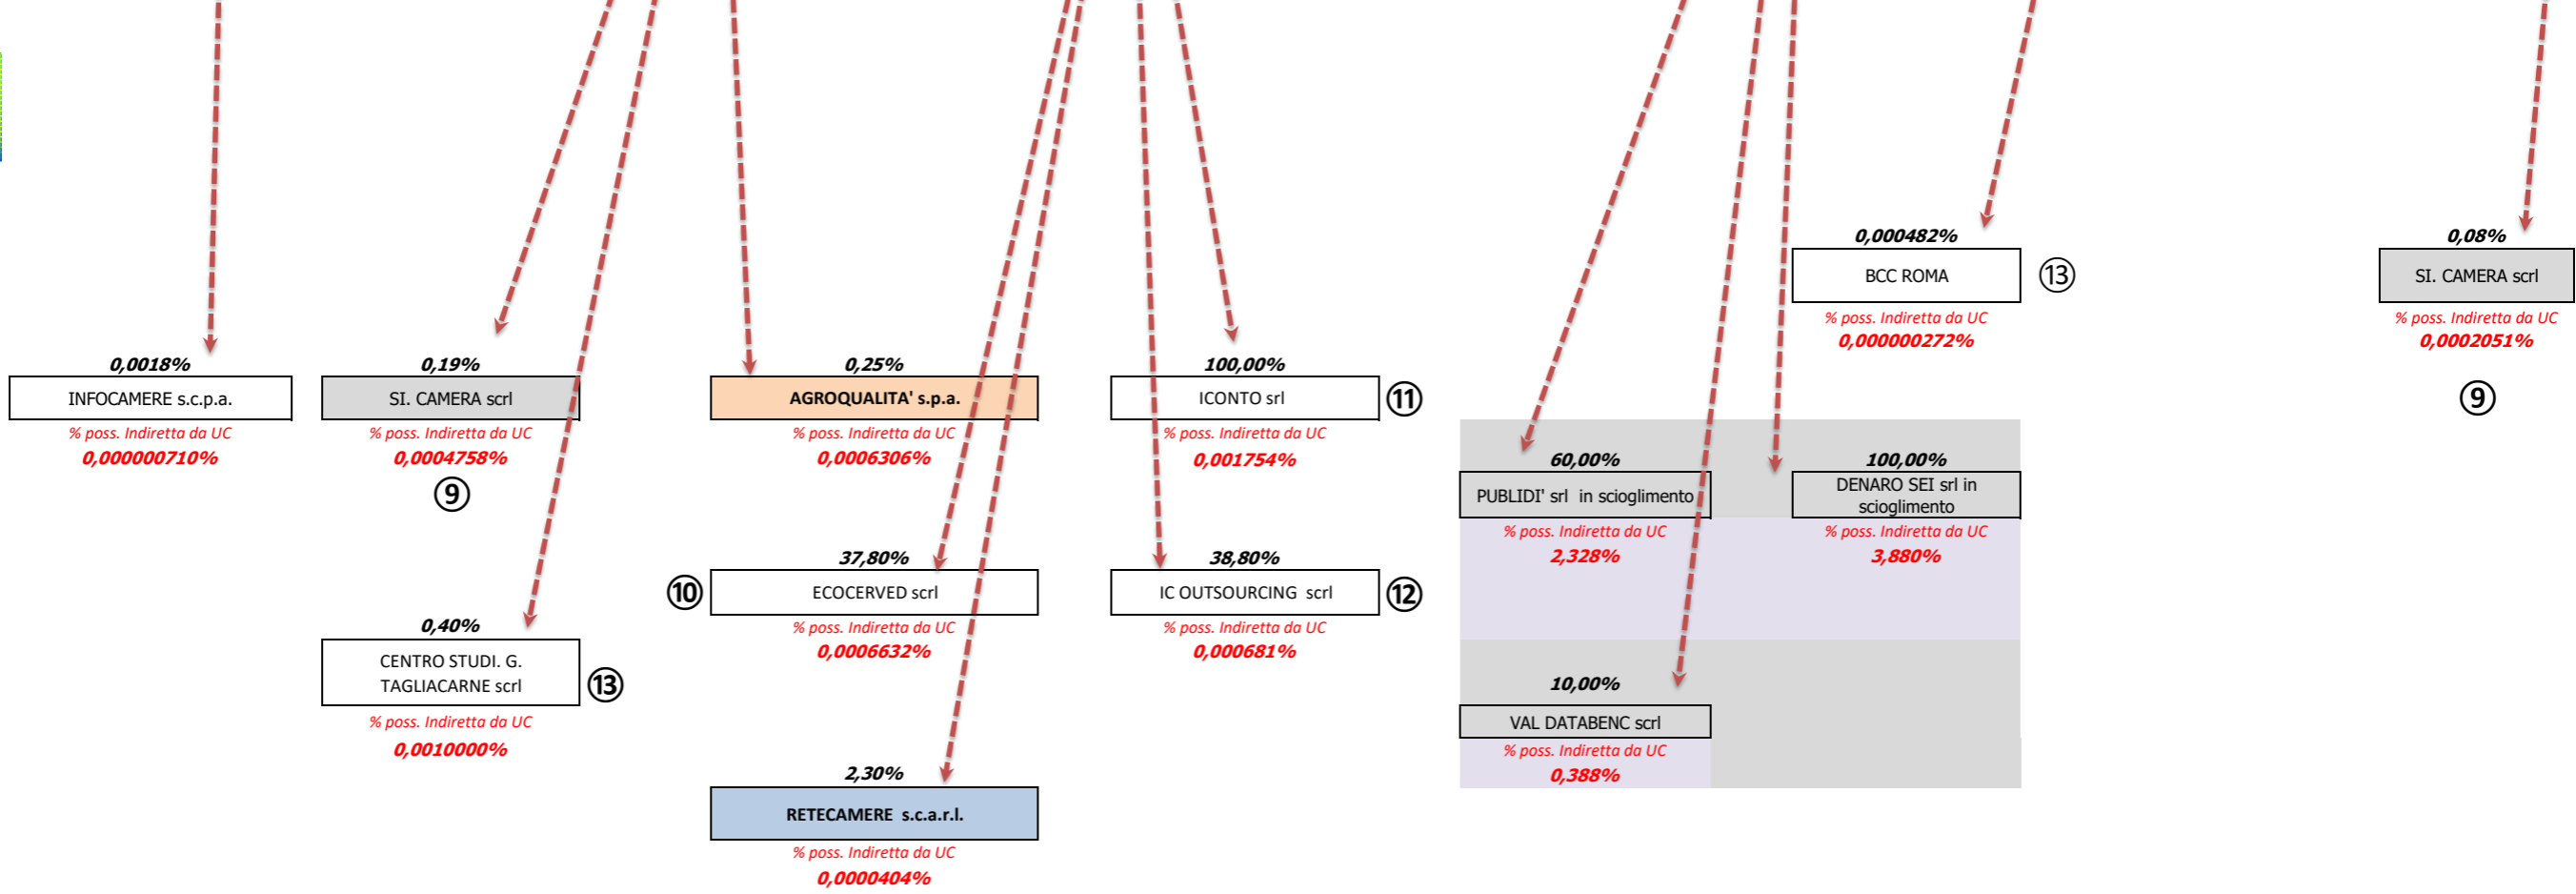 0,0018%
INFOCAMERE s.c.p.a.
% poss. Indiretta da UC
0,000000710%
0,19%
SI. CAMERA scrl
% poss. Indiretta da UC
0,0004758%
⑨
0,40%
CENTRO STUDI. G.
TAGLIACARNE scrl
⑬
% poss. Indiretta da UC
0,0010000%
0,25%
AGROQUALITA' s.p.a.
% poss. Indiretta da UC
0,0006306%
37,80%
⑩
ECOCERVED scrl
% poss. Indiretta da UC
0,0006632%
2,30%
RETECAMERE s.c.a.r.l.
% poss. Indiretta da UC
0,0000404%
100,00%
ICONTO srl
⑪
% poss. Indiretta da UC
0,001754%
38,80%
IC OUTSOURCING scrl
⑫
% poss. Indiretta da UC
0,000681%
60,00%
PUBLIDI' srl in scioglimento
% poss. Indiretta da UC
2,328%
10,00%
VAL DATABENC scrl
% poss. Indiretta da UC
0,388%
0,000482%
BCC ROMA
⑬
% poss. Indiretta da UC
0,000000272%
100,00%
DENARO SEI srl in
scioglimento
% poss. Indiretta da UC
3,880%
0,08%
SI. CAMERA scrl
% poss. Indiretta da UC
0,0002051%
⑨